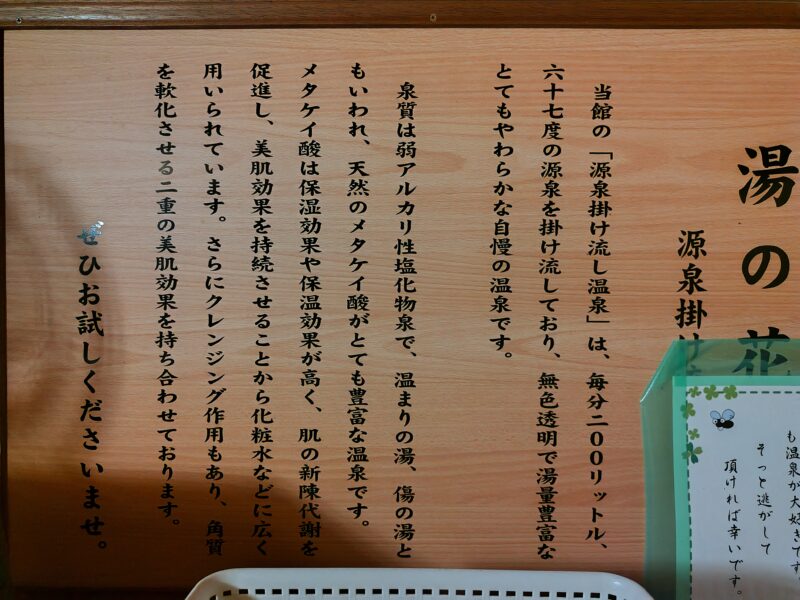 湯の花
源泉掛け
当館の「源泉掛け流し温泉」は、毎分二00リットル、
六十七度の源泉を掛け流しており、無色透明で湯量豊富な
とてもやわらかな自慢の温泉です。
泉質は弱アルカリ性塩化物泉で、温まりの湯、傷の湯と
もいわれ、天然のメタケイ酸がとても豊富な温泉です。
メタケイ酸は保湿効果や保温効果が高く、肌の新陳代謝を
促進し、美肌効果を持続させることから化粧水などに広く
用いられています。さらにクレンジング作用もあり、角質
を軟化させる二重の美肌効果を持ち合わせております。
ぜひお試しくださいませ。
も温泉が大好きです
そっと逃がして
頂ければ幸いです。